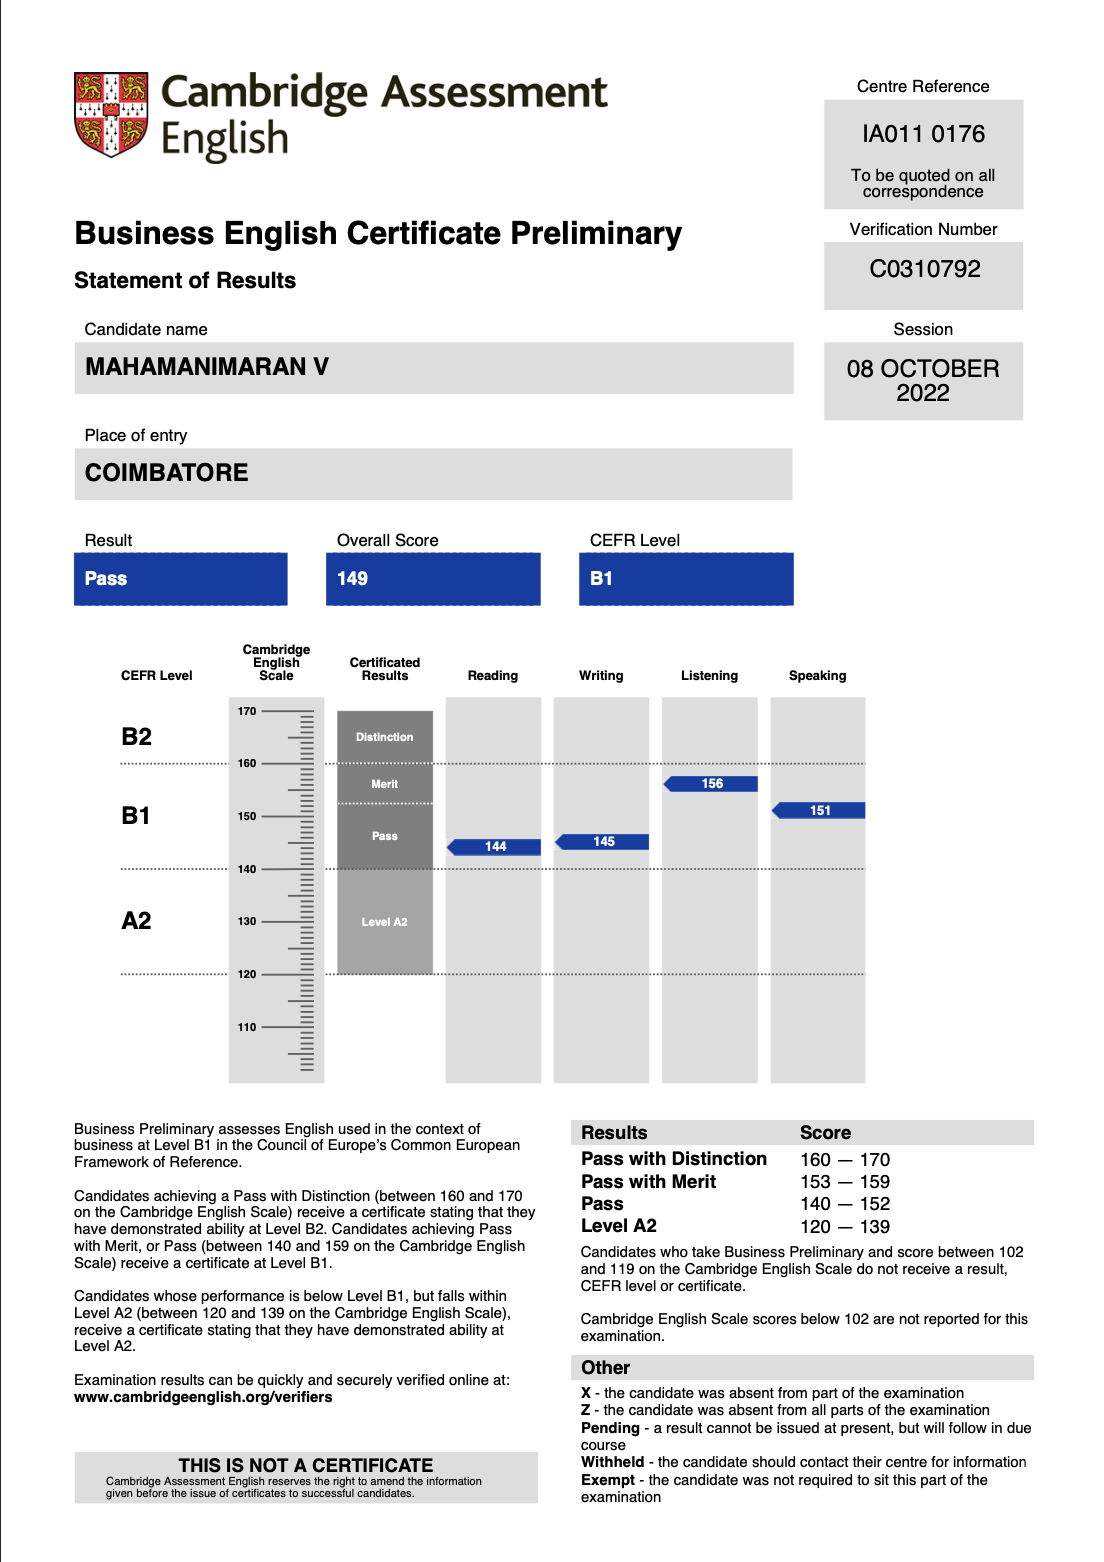 Cambridge Assessment
English
Centre Reference
IA011 0176
To be quoted on all
correspondence
Verification Number
C0310792
Session
08 OCTOBER
2022
Business English Certificate Preliminary
Statement of Results
Candidate name
MAHAMANIMARAN V
Place of entry
COIMBATORE
Result
Overall Score
CEFR Level
Pass
149
B1
CEFR Level
Cambridge
English
Scale
Certificated
Results
Reading
Writing
Listening
Speaking
B2
B1
A2
170
160
150
140
130
120
110
Distinction
Merit
Pass
Level A2
144
145
156
151
Business Preliminary assesses English used in the context of
business at Level B1 in the Council of Europe's Common European
Framework of Reference.
Candidates achieving a Pass with Distinction (between 160 and 170
on the Cambridge English Scale) receive a certificate stating that they
have demonstrated ability at Level B2. Candidates achieving Pass
with Merit, or Pass (between 140 and 159 on the Cambridge English
Scale) receive a certificate at Level B1.
Candidates whose performance is below Level B1, but falls within
Level A2 (between 120 and 139 on the Cambridge English Scale),
receive a certificate stating that they have demonstrated ability at
Level A2.
Examination results can be quickly and securely verified online at:
www.cambridgeenglish.org/verifiers
THIS IS NOT A CERTIFICATE
Cambridge Assessment English reserves the right to amend the information
given before the issue of certificates to successful candidates.
Results Score
Pass with Distinction 160 — 170
Pass with Merit 153 — 159
Pass 140 — 152
Level A2 120 — 139
Candidates who take Business Preliminary and score between 102
and 119 on the Cambridge English Scale do not receive a result,
CEFR level or certificate.
Cambridge English Scale scores below 102 are not reported for this
examination.
Other
X - the candidate was absent from part of the examination
Z - the candidate was absent from all parts of the examination
Pending - a result cannot be issued at present, but will follow in due
course
Withheld - the candidate should contact their centre for information
Exempt - the candidate was not required to sit this part of the
examination